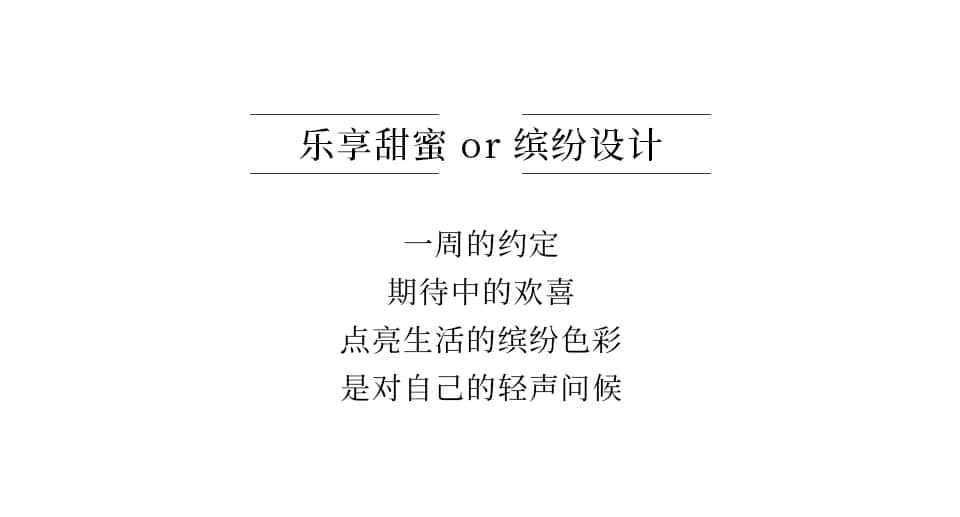 乐享甜蜜 or 缤纷设计
一周的约定
期待中的欢喜
点亮生活的缤纷色彩
是对自己的轻声问候